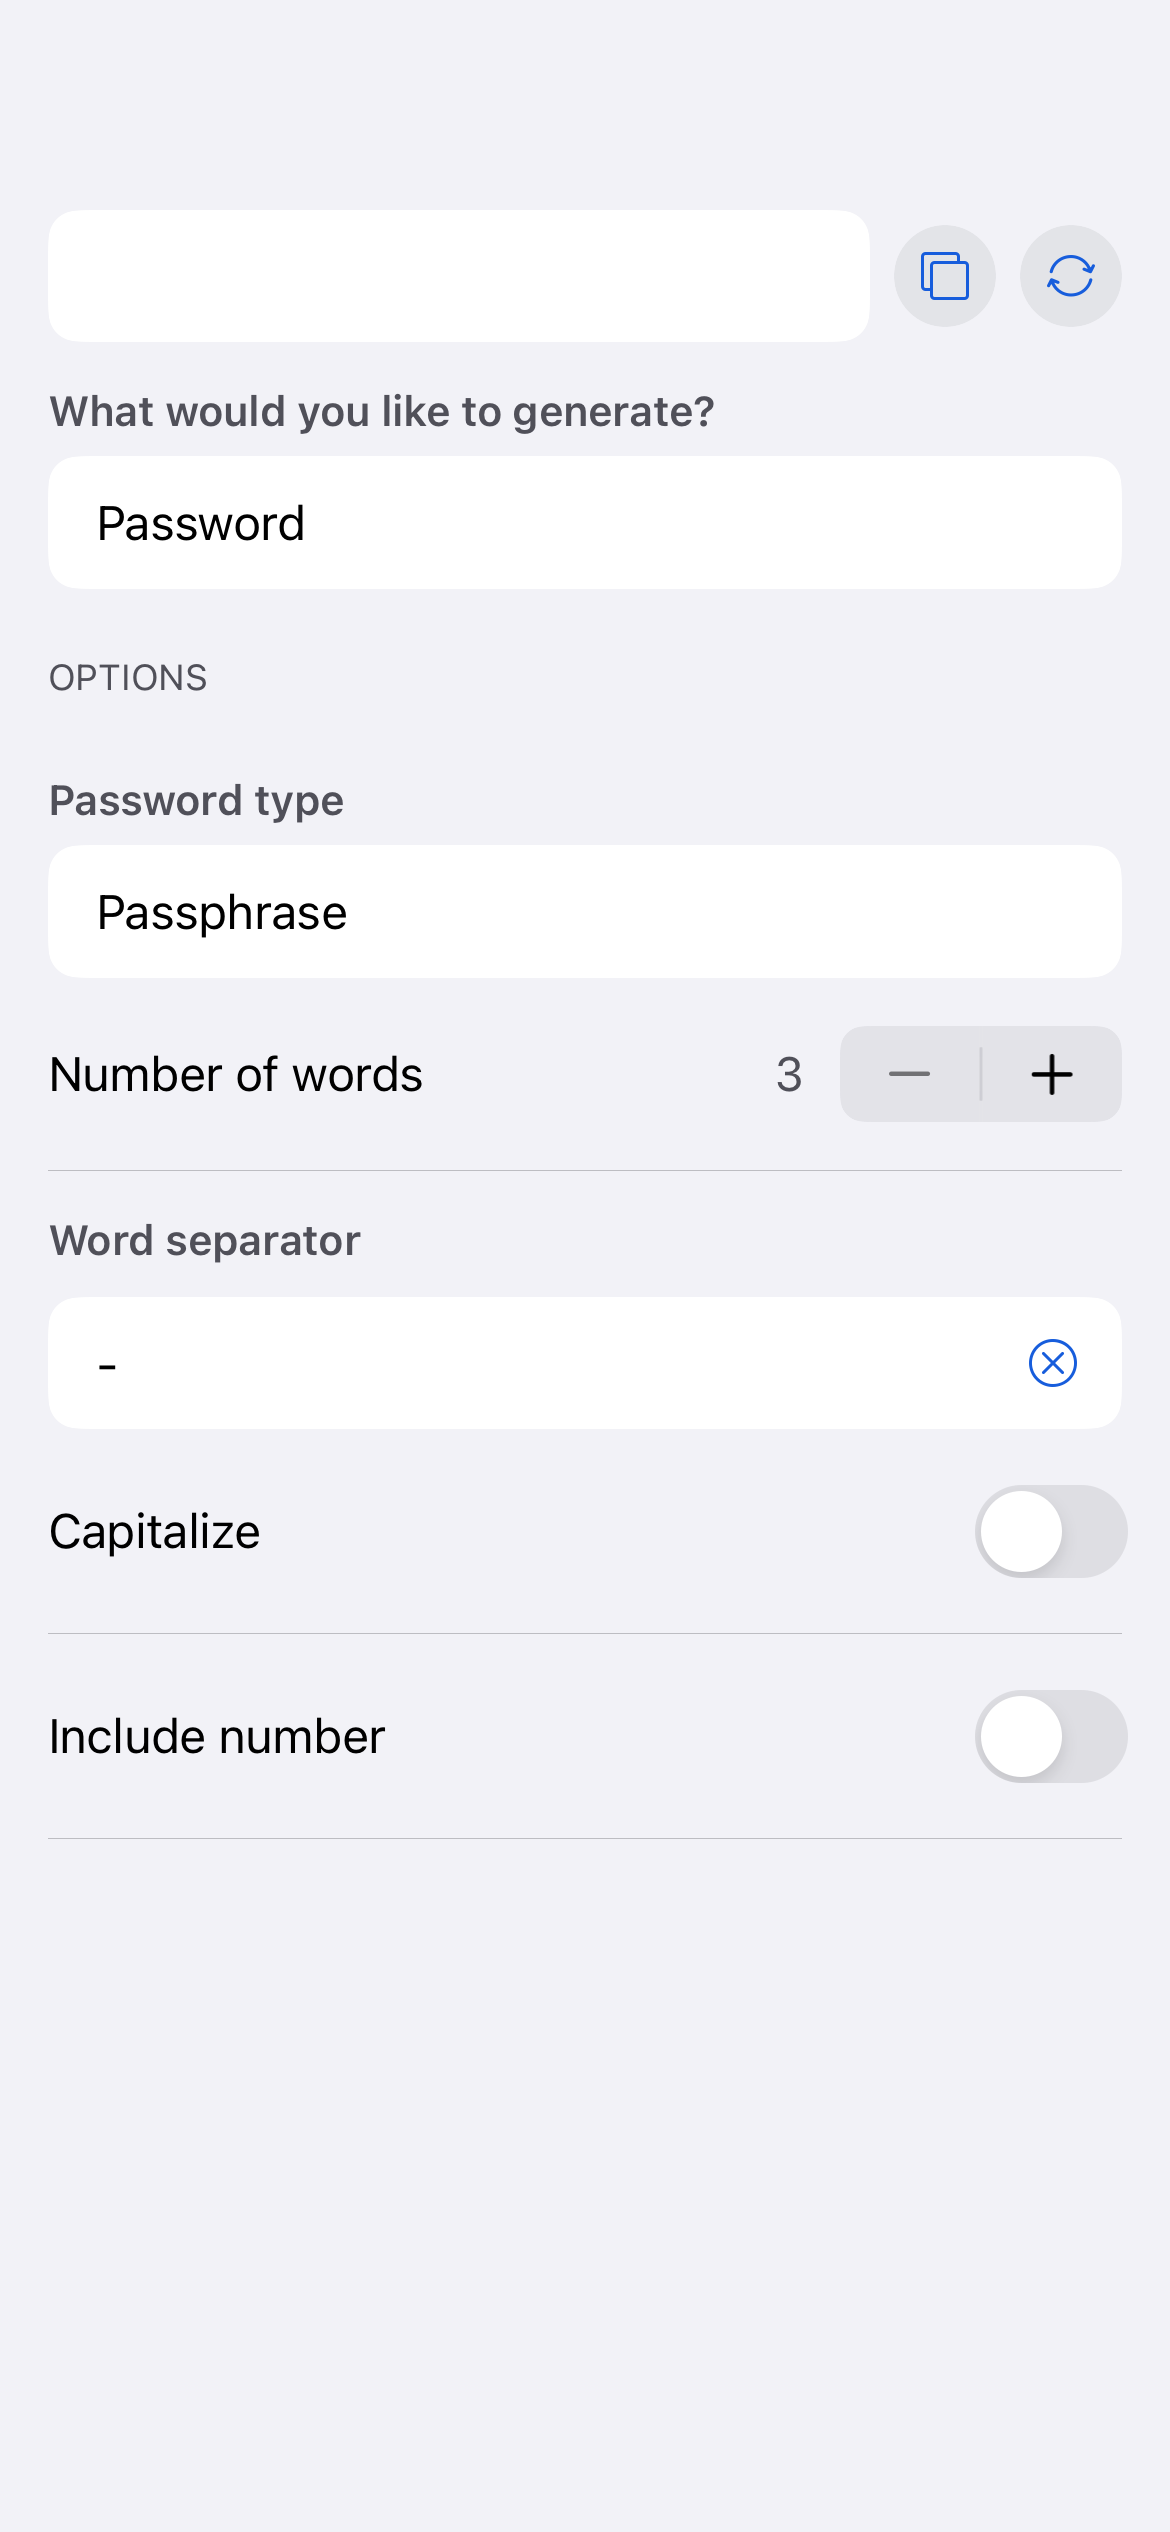 What would you like to generate?
Password
OPTIONS
Password type
Passphrase
Number of words 3
Word separator
-
Capitalize
Include number